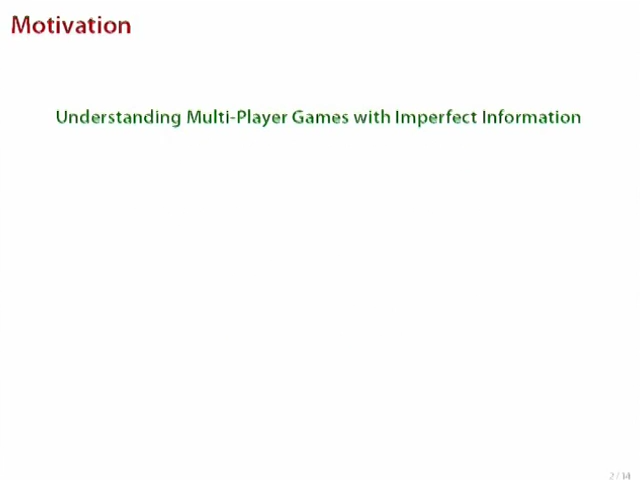 Motivation
Understanding Multi-Player Games with Imperfect Information
2 / 14